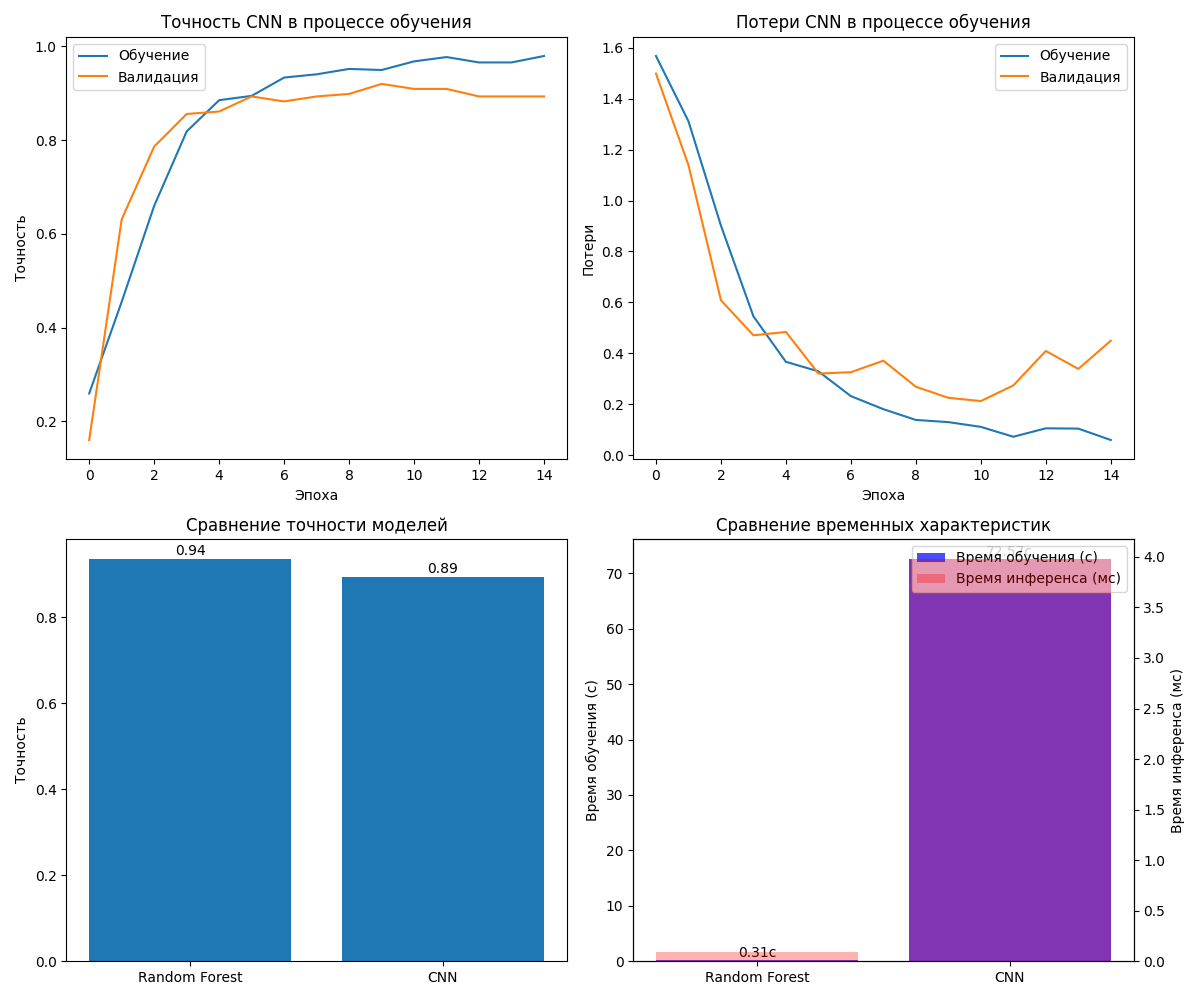 Точность CNN в процессе обучения
1.0
0.8
0.6
0.4
0.2
Точность
Обучение
Валидация
0 2 4 6 8 10 12 14
Эпоха
Потери CNN в процессе обучения
1.6
1.4
1.2
1.0
0.8
0.6
0.4
0.2
0.0
Потери
Обучение
Валидация
0 2 4 6 8 10 12 14
Эпоха
Сравнение точности моделей
0.8
0.6
0.4
0.2
0.0
Точность
0.94
0.89
Random Forest CNN
Сравнение временных характеристик
70
60
50
40
30
20
10
0
Время обучения (с)
Время обучения (с)
Время инференса (мс)
0.31с
Random Forest CNN
4.0
3.5
3.0
2.5
2.0
1.5
1.0
0.5
0.0
Время инференса (мс)